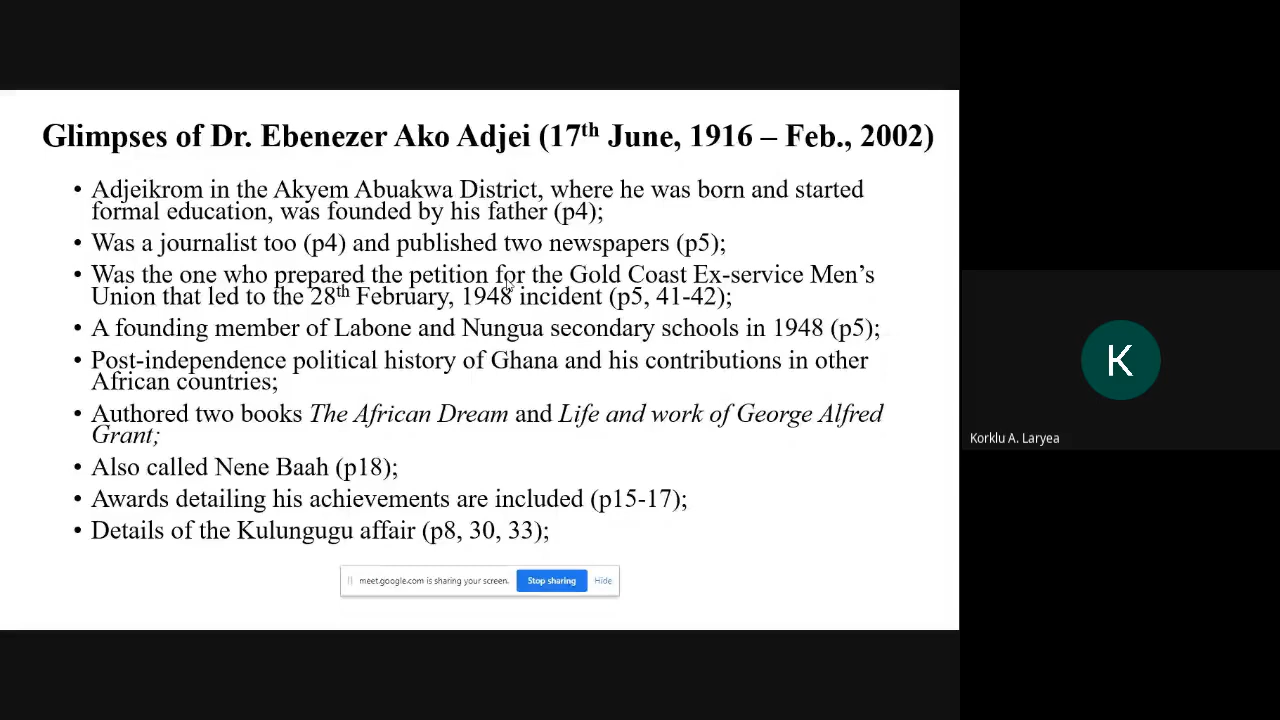 Glimpses of Dr. Ebenezer Ako Adjei (17th June, 1916 – Feb., 2002)
• Adjeikrom in the Akyem Abuakwa District, where he was born and started
formal education, was founded by his father (p4);
• Was a journalist too (p4) and published two newspapers (p5);
• Was the one who prepared the petition for the Gold Coast Ex-service Men's
Union that led to the 28th February, 1948 incident (p5, 41-42);
• A founding member of Labone and Nungua secondary schools in 1948 (p5);
• Post-independence political history of Ghana and his contributions in other
African countries;
• Authored two books The African Dream and Life and work of George Alfred
Grant;
• Also called Nene Baah (p18);
• Awards detailing his achievements are included (p15-17);
• Details of the Kulungugu affair (p8, 30, 33);
meet.google.com is sharing your screen. Stop sharing Hide
K
Korklu A. Laryea